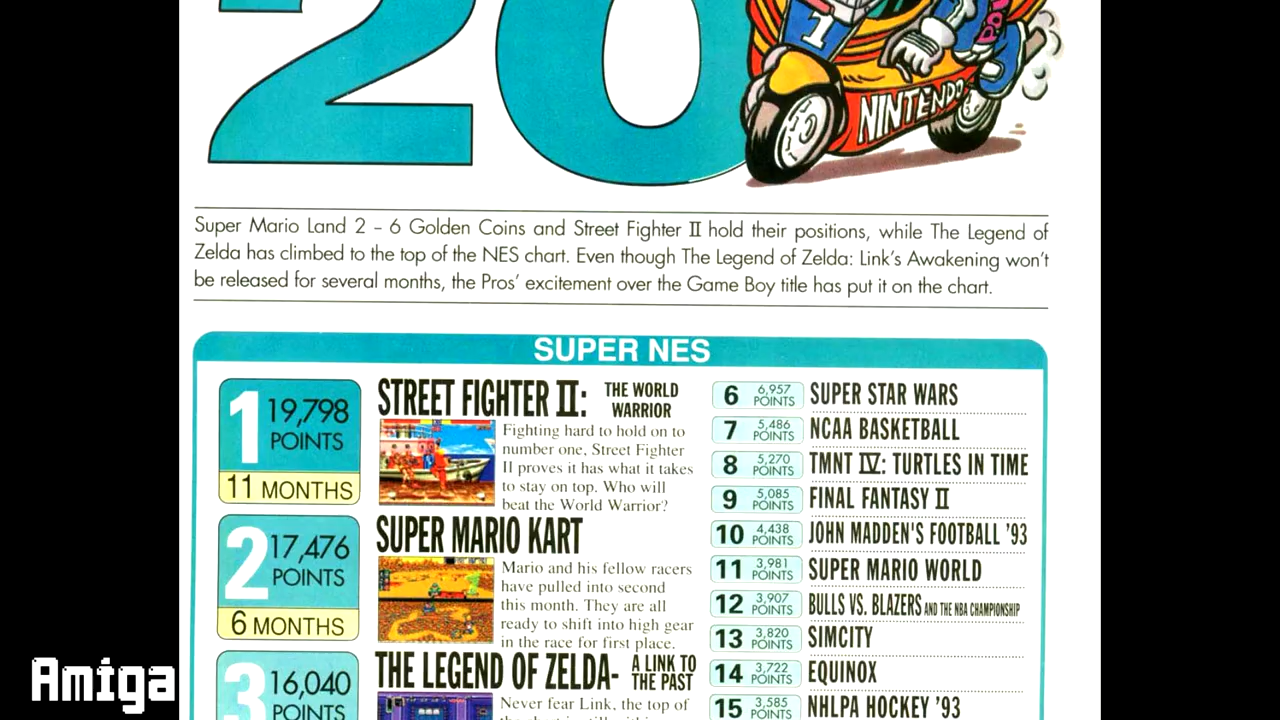 20
1
NINTENDO
Super Mario Land 2 – 6 Golden Coins and Street Fighter II hold their positions, while The Legend of
Zelda has climbed to the top of the NES chart. Even though The Legend of Zelda: Link's Awakening won't
be released for several months, the Pros' excitement over the Game Boy title has put it on the chart.
SUPER NES
1 19,798 POINTS
11 MONTHS
STREET FIGHTER II: THE WORLD WARRIOR
Fighting hard to hold on to
number one, Street Fighter
II proves it has what it takes
to stay on top. Who will
beat the World Warrior?
2 17,476 POINTS
6 MONTHS
SUPER MARIO KART
Mario and his fellow racers
have pulled into second
this month. They are all
ready to shift into high gear
in the race for first place.
3 16,040 POINTS
THE LEGEND OF ZELDA- A LINK TO THE PAST
Never fear Link, the top of
6 6,957 POINTS SUPER STAR WARS
7 5,486 POINTS NCAA BASKETBALL
8 5,270 POINTS TMNT IV: TURTLES IN TIME
9 5,085 POINTS FINAL FANTASY II
10 4,438 POINTS JOHN MADDEN'S FOOTBALL '93
11 3,981 POINTS SUPER MARIO WORLD
12 3,907 POINTS BULLS VS. BLAZERS AND THE NBA CHAMPIONSHIP
13 3,820 POINTS SIMCITY
14 3,722 POINTS EQUINOX
15 3,585 POINTS NHLPA HOCKEY '93
Amiga